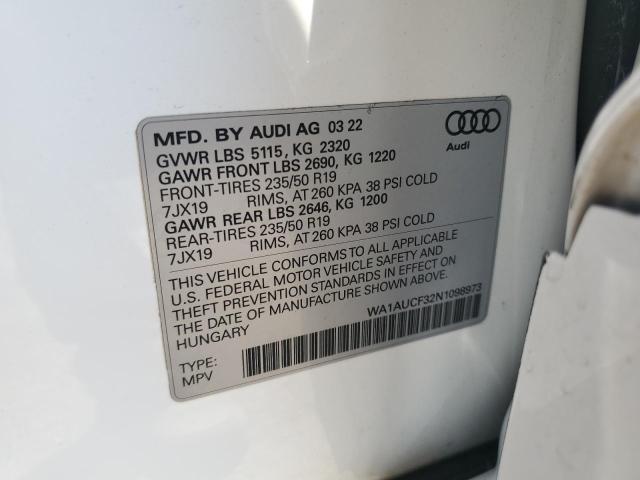 MFD. BY AUDI AG 03 22
GVWR LBS 5115, KG 2320
GAWR FRONT LBS 2690, KG 1220
FRONT-TIRES 235/50 R19
7JX19 RIMS, AT 260 KPA 38 PSI COLD
GAWR REAR LBS 2646, KG 1200
REAR-TIRES 235/50 R19
7JX19 RIMS, AT 260 KPA 38 PSI COLD
THIS VEHICLE CONFORMS TO ALL APPLICABLE
U.S. FEDERAL MOTOR VEHICLE SAFETY AND
THEFT PREVENTION STANDARDS IN EFFECT ON
THE DATE OF MANUFACTURE SHOWN ABOVE.
HUNGARY
WA1AUCF32N1098973
TYPE:
MPV
Audi